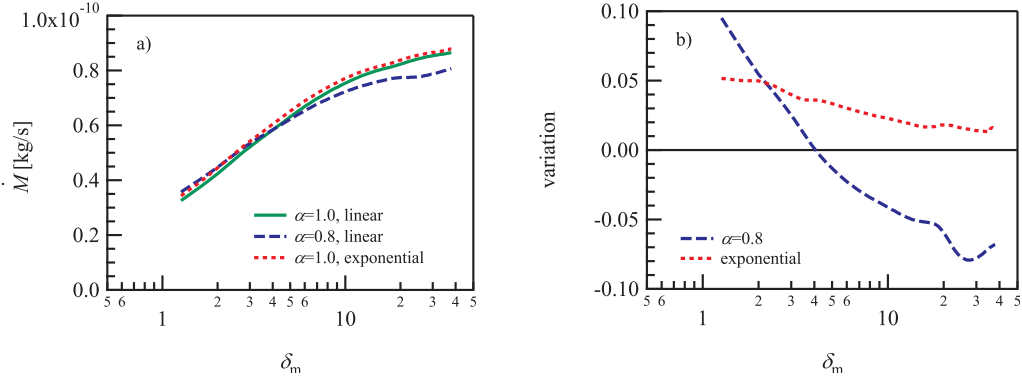 1.0x10⁻¹⁰
0.8
0.6
0.4
0.2
0.0
Ṁ [kg/s]
a)
α=1.0, linear
α=0.8, linear
α=1.0, exponential
5 6 2 3 4 5 6 2 3 4 5
1 10
δm
0.10
0.05
0.00
-0.05
-0.10
variation
b)
α=0.8
exponential
5 6 2 3 4 5 6 2 3 4 5
1 10
δm